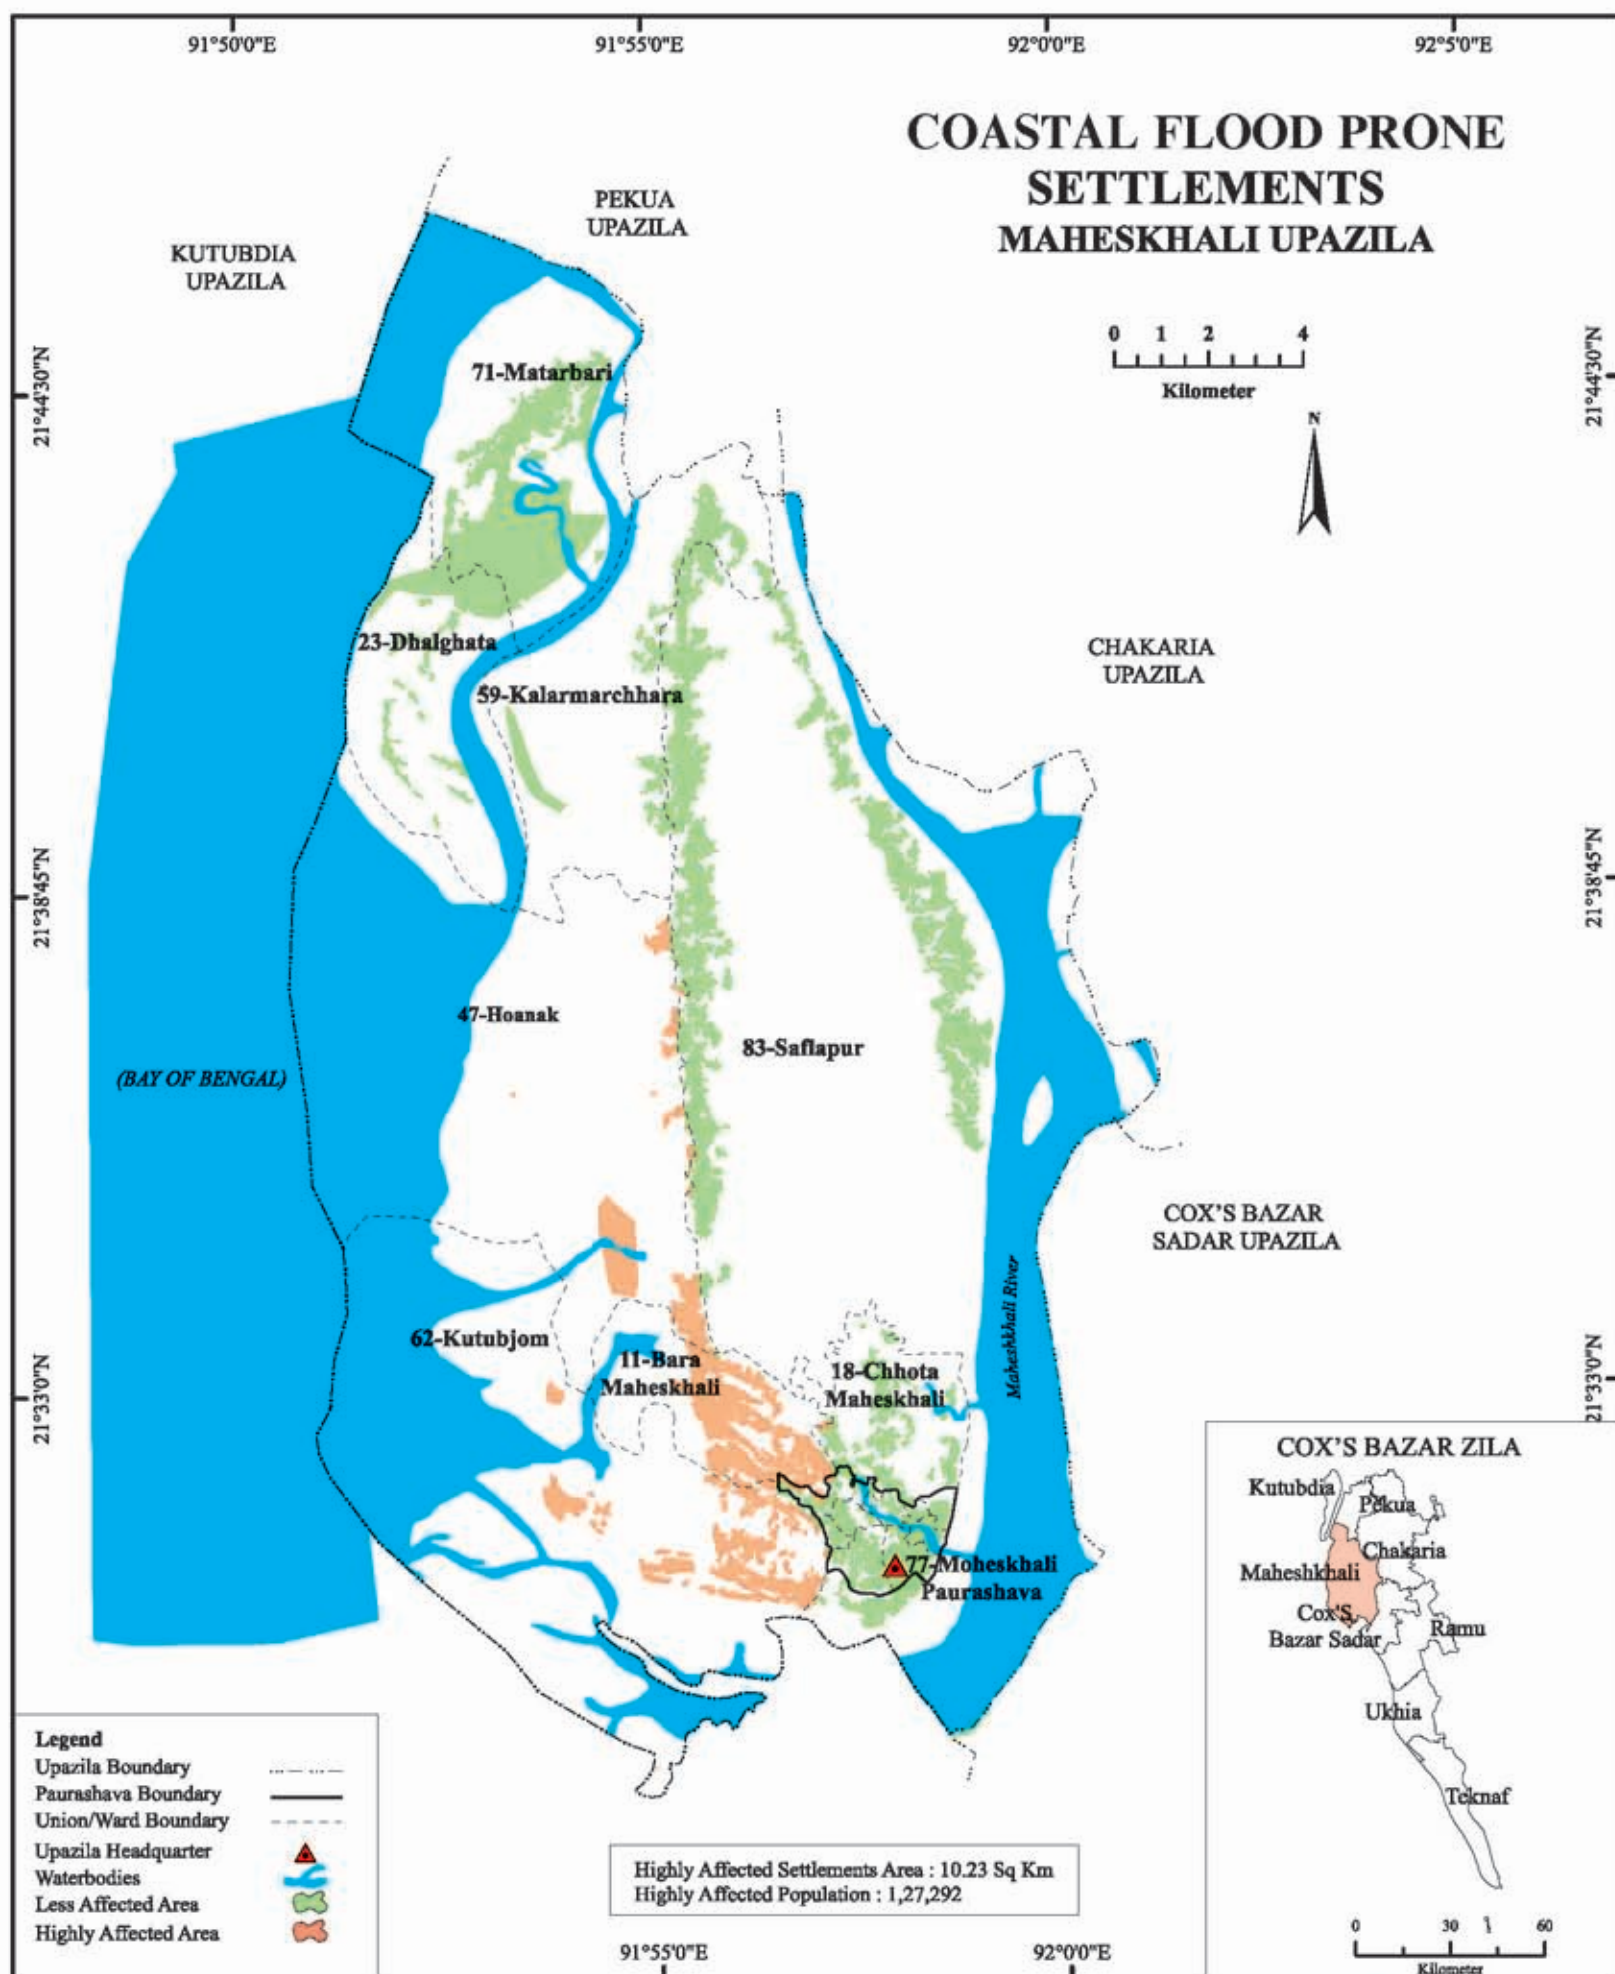 91°50'0"E
91°55'0"E
92°0'0"E
92°5'0"E
COASTAL FLOOD PRONE
SETTLEMENTS
MAHESKHALI UPAZILA
PEKUA
UPAZILA
KUTUBDIA
UPAZILA
0 1 2 4
Kilometer
N
21°44'30"N
21°44'30"N
71-Matarbari
23-Dhalghata
59-Kalarmarchhara
CHAKARIA
UPAZILA
21°38'45"N
21°38'45"N
47-Hoanak
83-Saflapur
(BAY OF BENGAL)
COX'S BAZAR
SADAR UPAZILA
Maheshkhali River
62-Kutubjom
11-Bara
Maheskhali
18-Chhota
Maheskhali
21°33'0"N
21°33'0"N
77-Moheskhali
Paurashava
COX'S BAZAR ZILA
Kutubdia
Pekua
Chakaria
Maheshkhali
Cox'S
Bazar Sadar
Ramu
Ukhia
Teknaf
0 30 60
Kilometer
Legend
Upazila Boundary
Paurashava Boundary
Union/Ward Boundary
Upazila Headquarter
Waterbodies
Less Affected Area
Highly Affected Area
Highly Affected Settlements Area : 10.23 Sq Km
Highly Affected Population : 1,27,292
91°55'0"E
92°0'0"E